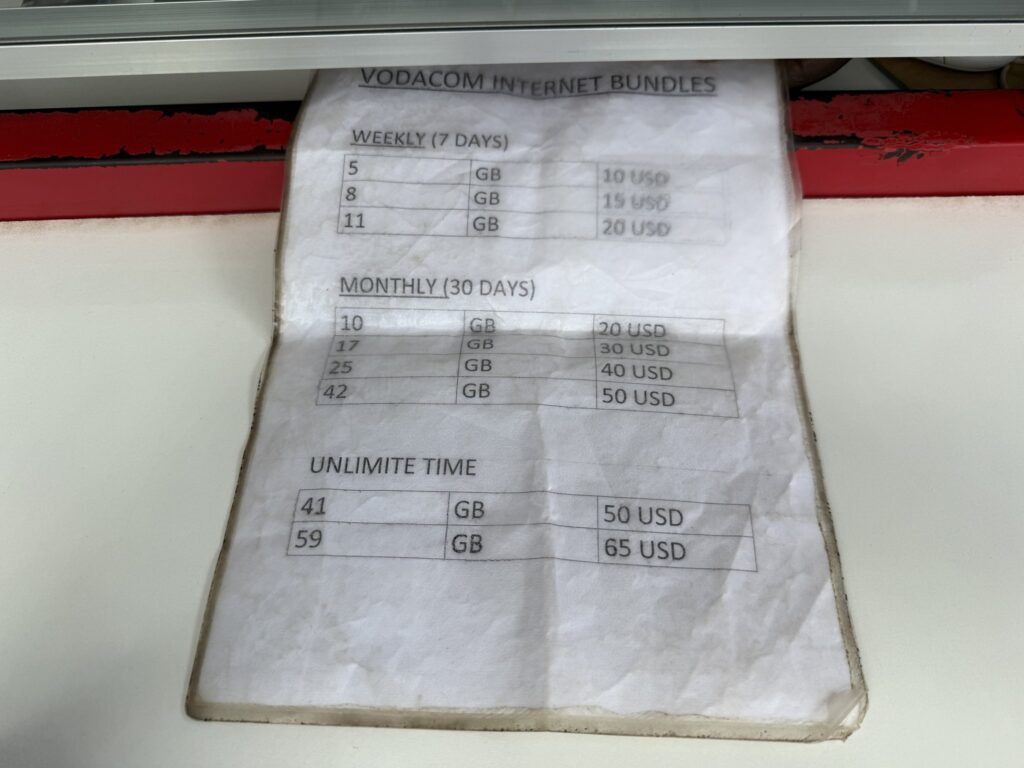 VODACOM INTERNET BUNDLES
WEEKLY (7 DAYS)
5 GB 10 USD
8 GB 15 USD
11 GB 20 USD
MONTHLY (30 DAYS)
10 GB 20 USD
17 GB 30 USD
25 GB 40 USD
42 GB 50 USD
UNLIMITE TIME
41 GB 50 USD
59 GB 65 USD